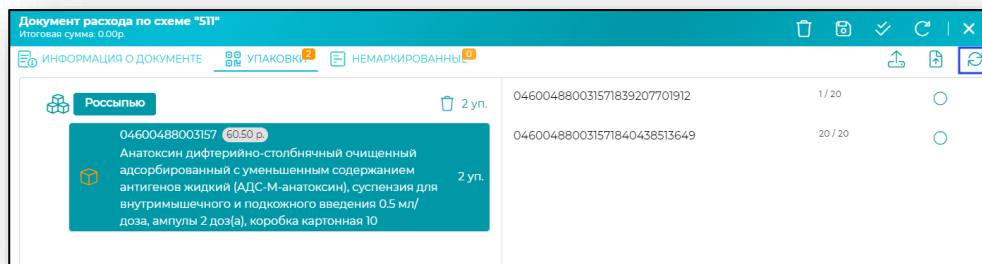 Документ расхода по схеме "511"
Итоговая сумма: 0.00р.
ИНФОРМАЦИЯ О ДОКУМЕНТЕ УПАКОВКИ 2 НЕМАРКИРОВАННЫЕ 0
Россыпью 2 уп.
04600488003157 60.50 р.
Анатоксин дифтерийно-столбнячный очищенный
адсорбированный с уменьшенным содержанием
антигенов жидкий (АДС-М-анатоксин), суспензия для
внутримышечного и подкожного введения 0.5 мл/
доза, ампулы 2 доз(а), коробка картонная 10
2 уп.
046004880031571839207701912 1 / 20
046004880031571840438513649 20 / 20